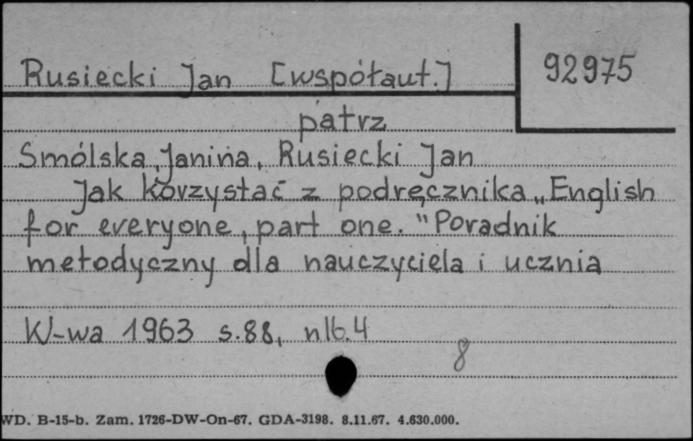 Rusiecki Jan [współaut.]
92975
patrz
Smólska Janina, Rusiecki Jan
Jak korzystać z podręcznika „English
for everyone, part one." Poradnik
metodyczny dla nauczyciela i ucznia
W-wa 1963 s.88, nlb.4
8
WD. B-15-b. Zam. 1726-DW-On-67. GDA-3198. 8.11.67. 4.630.000.